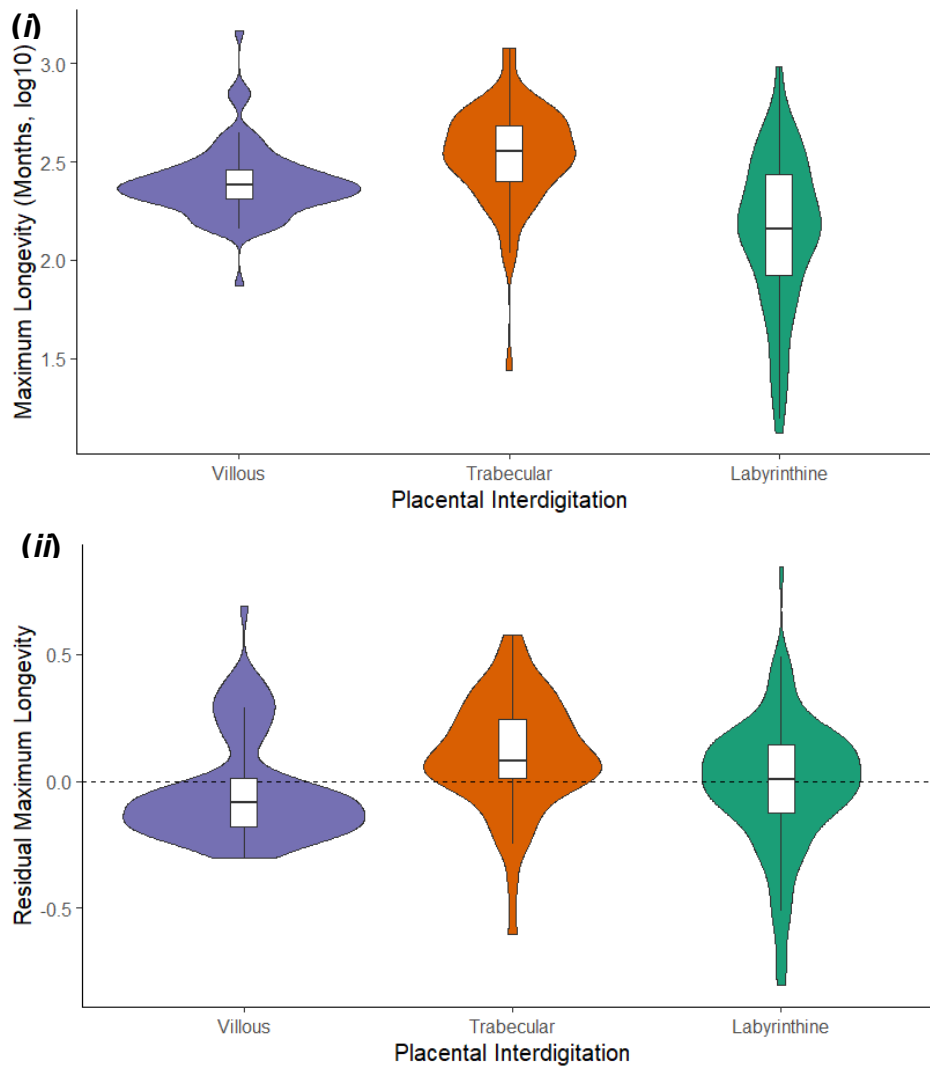 (i)
Maximum Longevity (Months, log10)
3.0
2.5
2.0
1.5
Villous Trabecular Labyrinthine
Placental Interdigitation
(ii)
Residual Maximum Longevity
0.5
0.0
-0.5
Villous Trabecular Labyrinthine
Placental Interdigitation